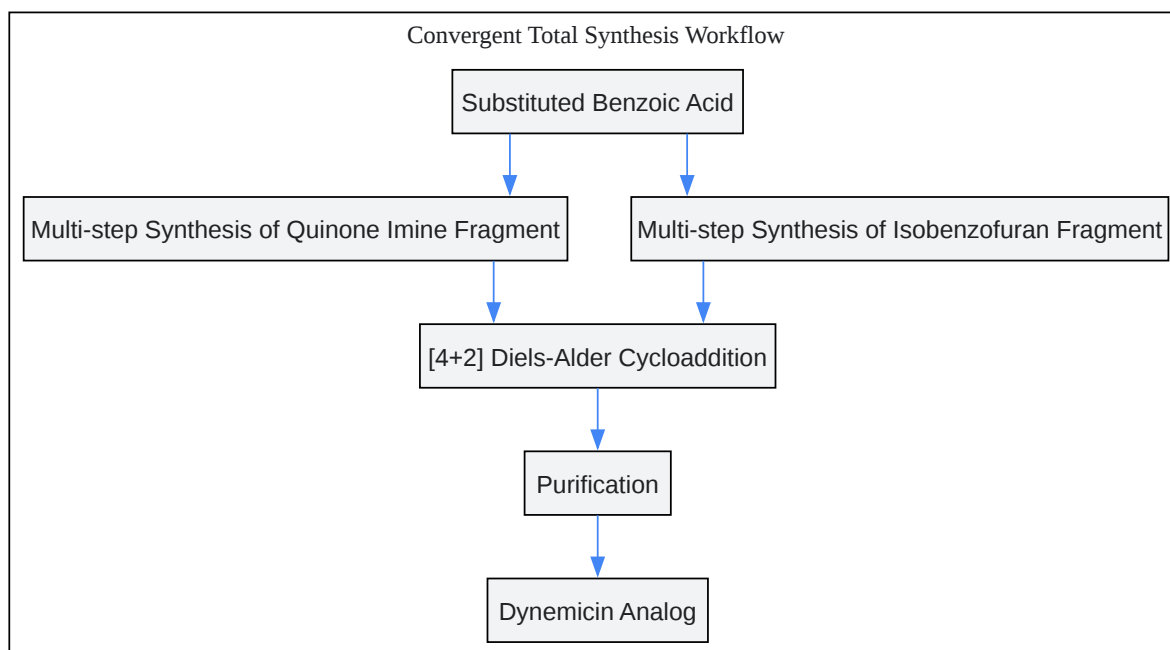 Convergent Total Synthesis Workflow
Substituted Benzoic Acid
Multi-step Synthesis of Quinone Imine Fragment
Multi-step Synthesis of Isobenzofuran Fragment
[4+2] Diels-Alder Cycloaddition
Purification
Dynemicin Analog